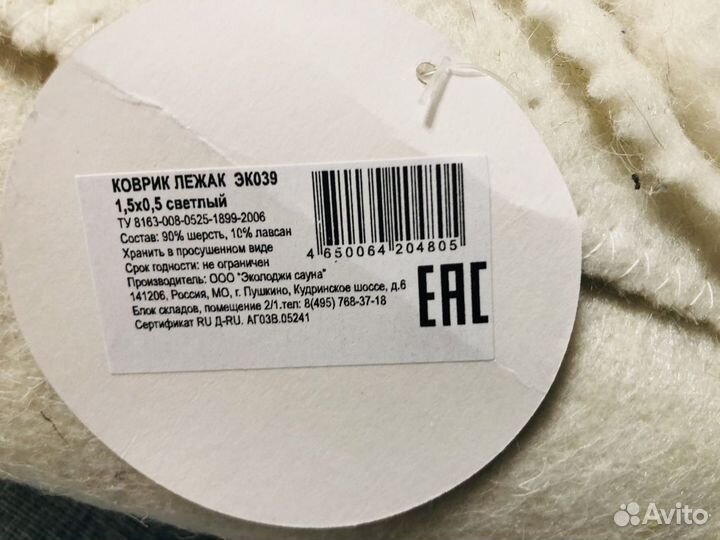 КОВРИК ЛЕЖАК ЭК039
1,5х0,5 светлый
ТУ 8163-008-0525-1899-2006
Состав: 90% шерсть, 10% лавсан
Хранить в просушенном виде
Срок годности: не ограничен
Производитель: ООО "Эколоджи сауна"
141206, Россия, МО, г. Пушкино, Кудринское шоссе, д.6
Блок складов, помещение 2/1.тел: 8(495) 768-37-18
Сертификат RU Д-RU. АГ03В.05241
4 650064 204805
EAC
Avito